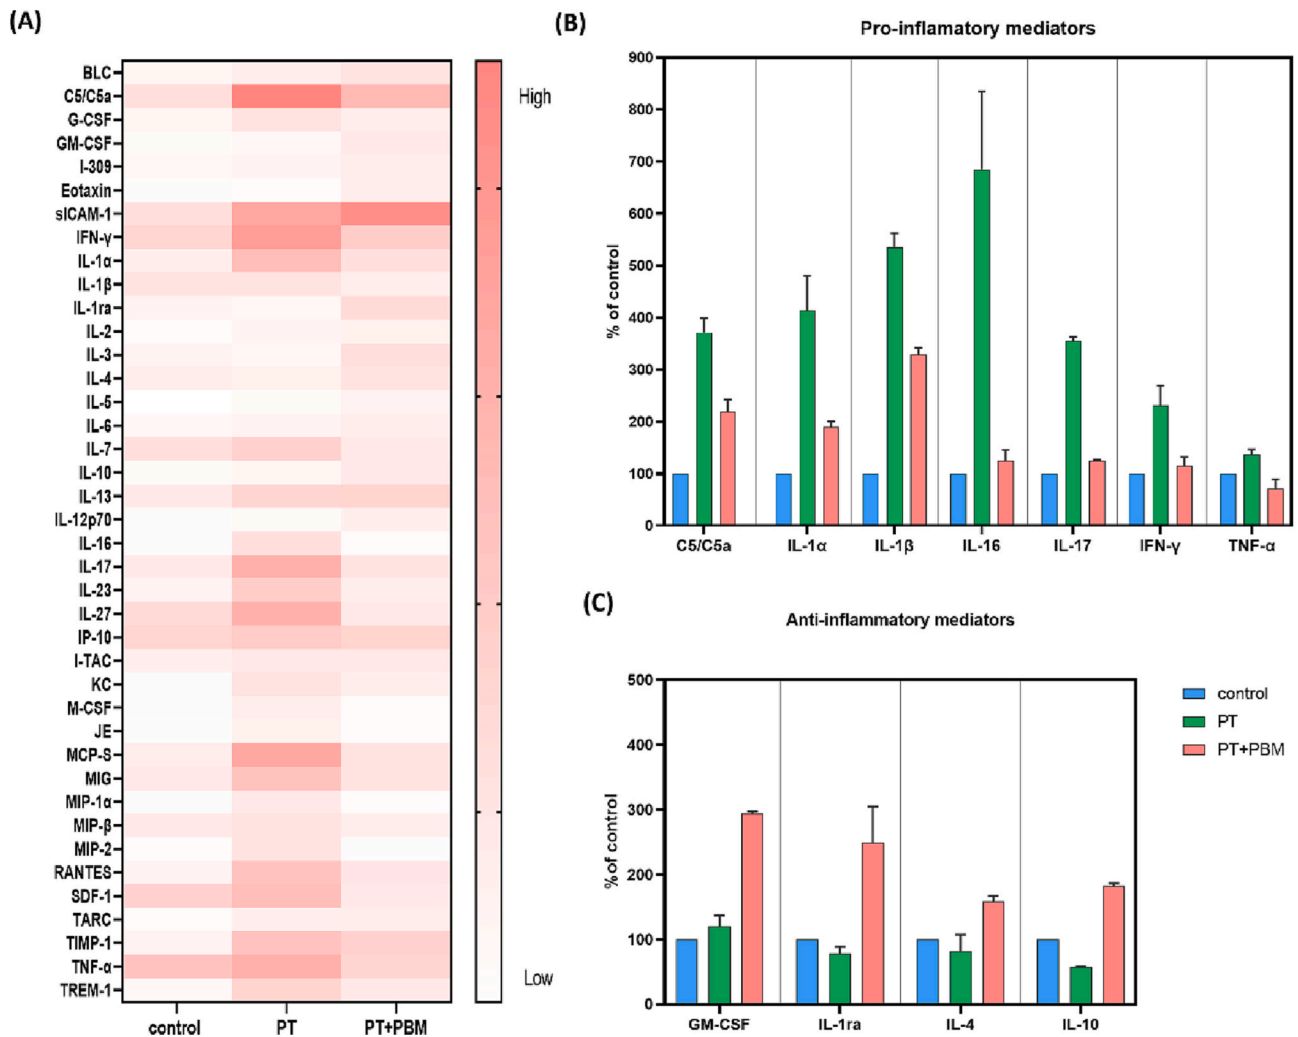 (A)
BLC
C5/C5a
G-CSF
GM-CSF
I-309
Eotaxin
sICAM-1
IFN-γ
IL-1α
IL-1β
IL-1ra
IL-2
IL-3
IL-4
IL-5
IL-6
IL-7
IL-10
IL-13
IL-12p70
IL-16
IL-17
IL-23
IL-27
IP-10
I-TAC
KC
M-CSF
JE
MCP-S
MIG
MIP-1α
MIP-β
MIP-2
RANTES
SDF-1
TARC
TIMP-1
TNF-α
TREM-1
control PT PT+PBM
High
Low
(B)
Pro-inflamatory mediators
% of control
900
800
700
600
500
400
300
200
100
0
C5/C5a IL-1α IL-1β IL-16 IL-17 IFN-γ TNF-α
(C)
Anti-inflammatory mediators
% of control
500
400
300
200
100
0
GM-CSF IL-1ra IL-4 IL-10
control
PT
PT+PBM